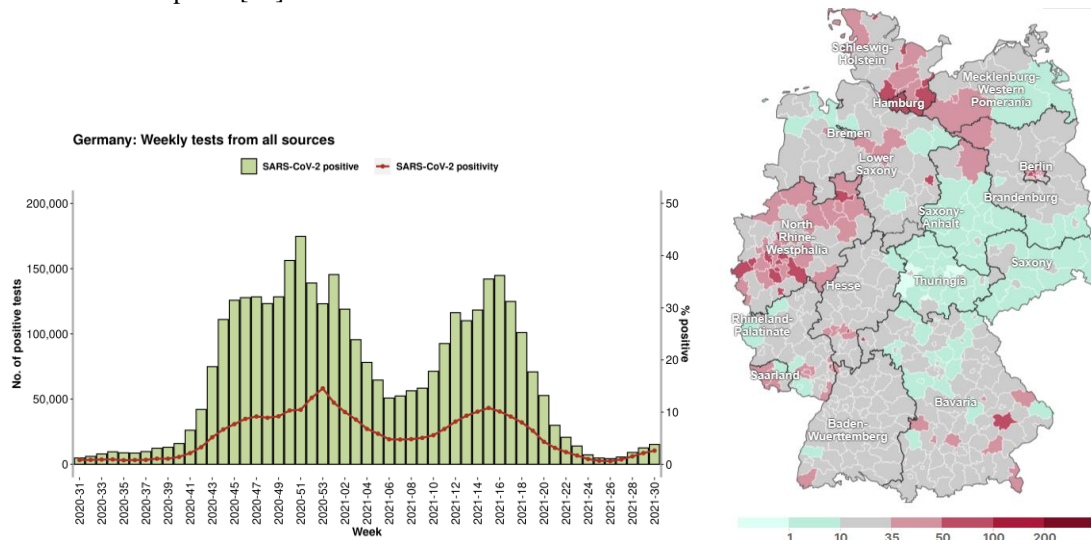 Germany: Weekly tests from all sources
SARS-CoV-2 positive SARS-CoV-2 positivity
No. of positive tests
200,000
150,000
100,000
50,000
0
50
40
30
20
10
0
% positive
2020-31
2020-33
2020-35
2020-37
2020-39
2020-41
2020-43
2020-45
2020-47
2020-49
2020-51
2020-53
2021-02
2021-04
2021-06
2021-08
2021-10
2021-12
2021-14
2021-16
2021-18
2021-20
2021-22
2021-24
2021-26
2021-28
2021-30
Week
Schleswig-
Holstein
Mecklenburg-
Western
Pomerania
Hamburg
Bremen
Lower
Saxony
Berlin
Brandenburg
Saxony-
Anhalt
North
Rhine-
Westphalia
Saxony
Thuringia
Hesse
Rhineland-
Palatinate
Saarland
Bavaria
Baden-
Wuerttemberg
1 10 35 50 100 200